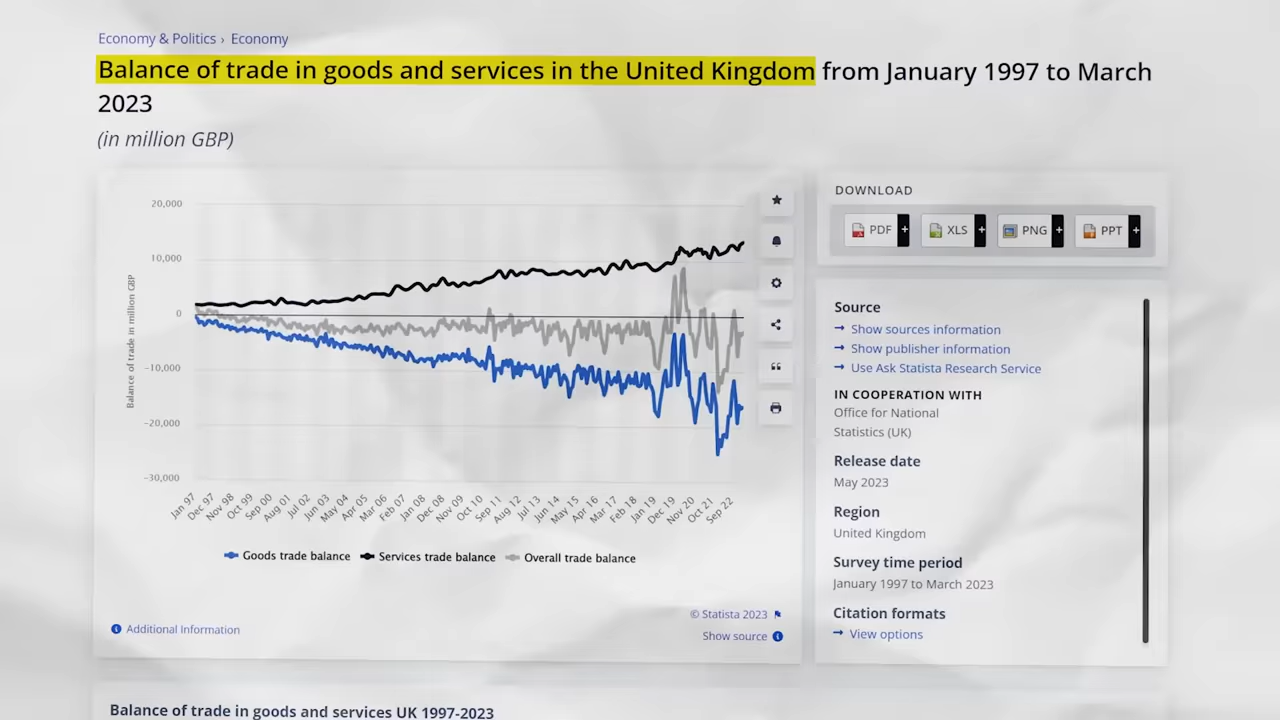 Economy & Politics › Economy
Balance of trade in goods and services in the United Kingdom from January 1997 to March
2023
(in million GBP)
Balance of trade in million GBP
20,000
10,000
0
−10,000
−20,000
−30,000
Jan 97
Dec 97
Nov 98
Oct 99
Sep 00
Aug 01
Jul 02
Jun 03
May 04
Apr 05
Mar 06
Feb 07
Jan 08
Dec 08
Nov 09
Oct 10
Sep 11
Aug 12
Jul 13
Jun 14
May 15
Apr 16
Mar 17
Feb 18
Jan 19
Dec 19
Nov 20
Oct 21
Sep 22
Goods trade balance Services trade balance Overall trade balance
Additional Information
© Statista 2023
Show source
DOWNLOAD
PDF + XLS + PNG + PPT +
Source
Show sources information
Show publisher information
Use Ask Statista Research Service
IN COOPERATION WITH
Office for National
Statistics (UK)
Release date
May 2023
Region
United Kingdom
Survey time period
January 1997 to March 2023
Citation formats
View options
Balance of trade in goods and services UK 1997-2023